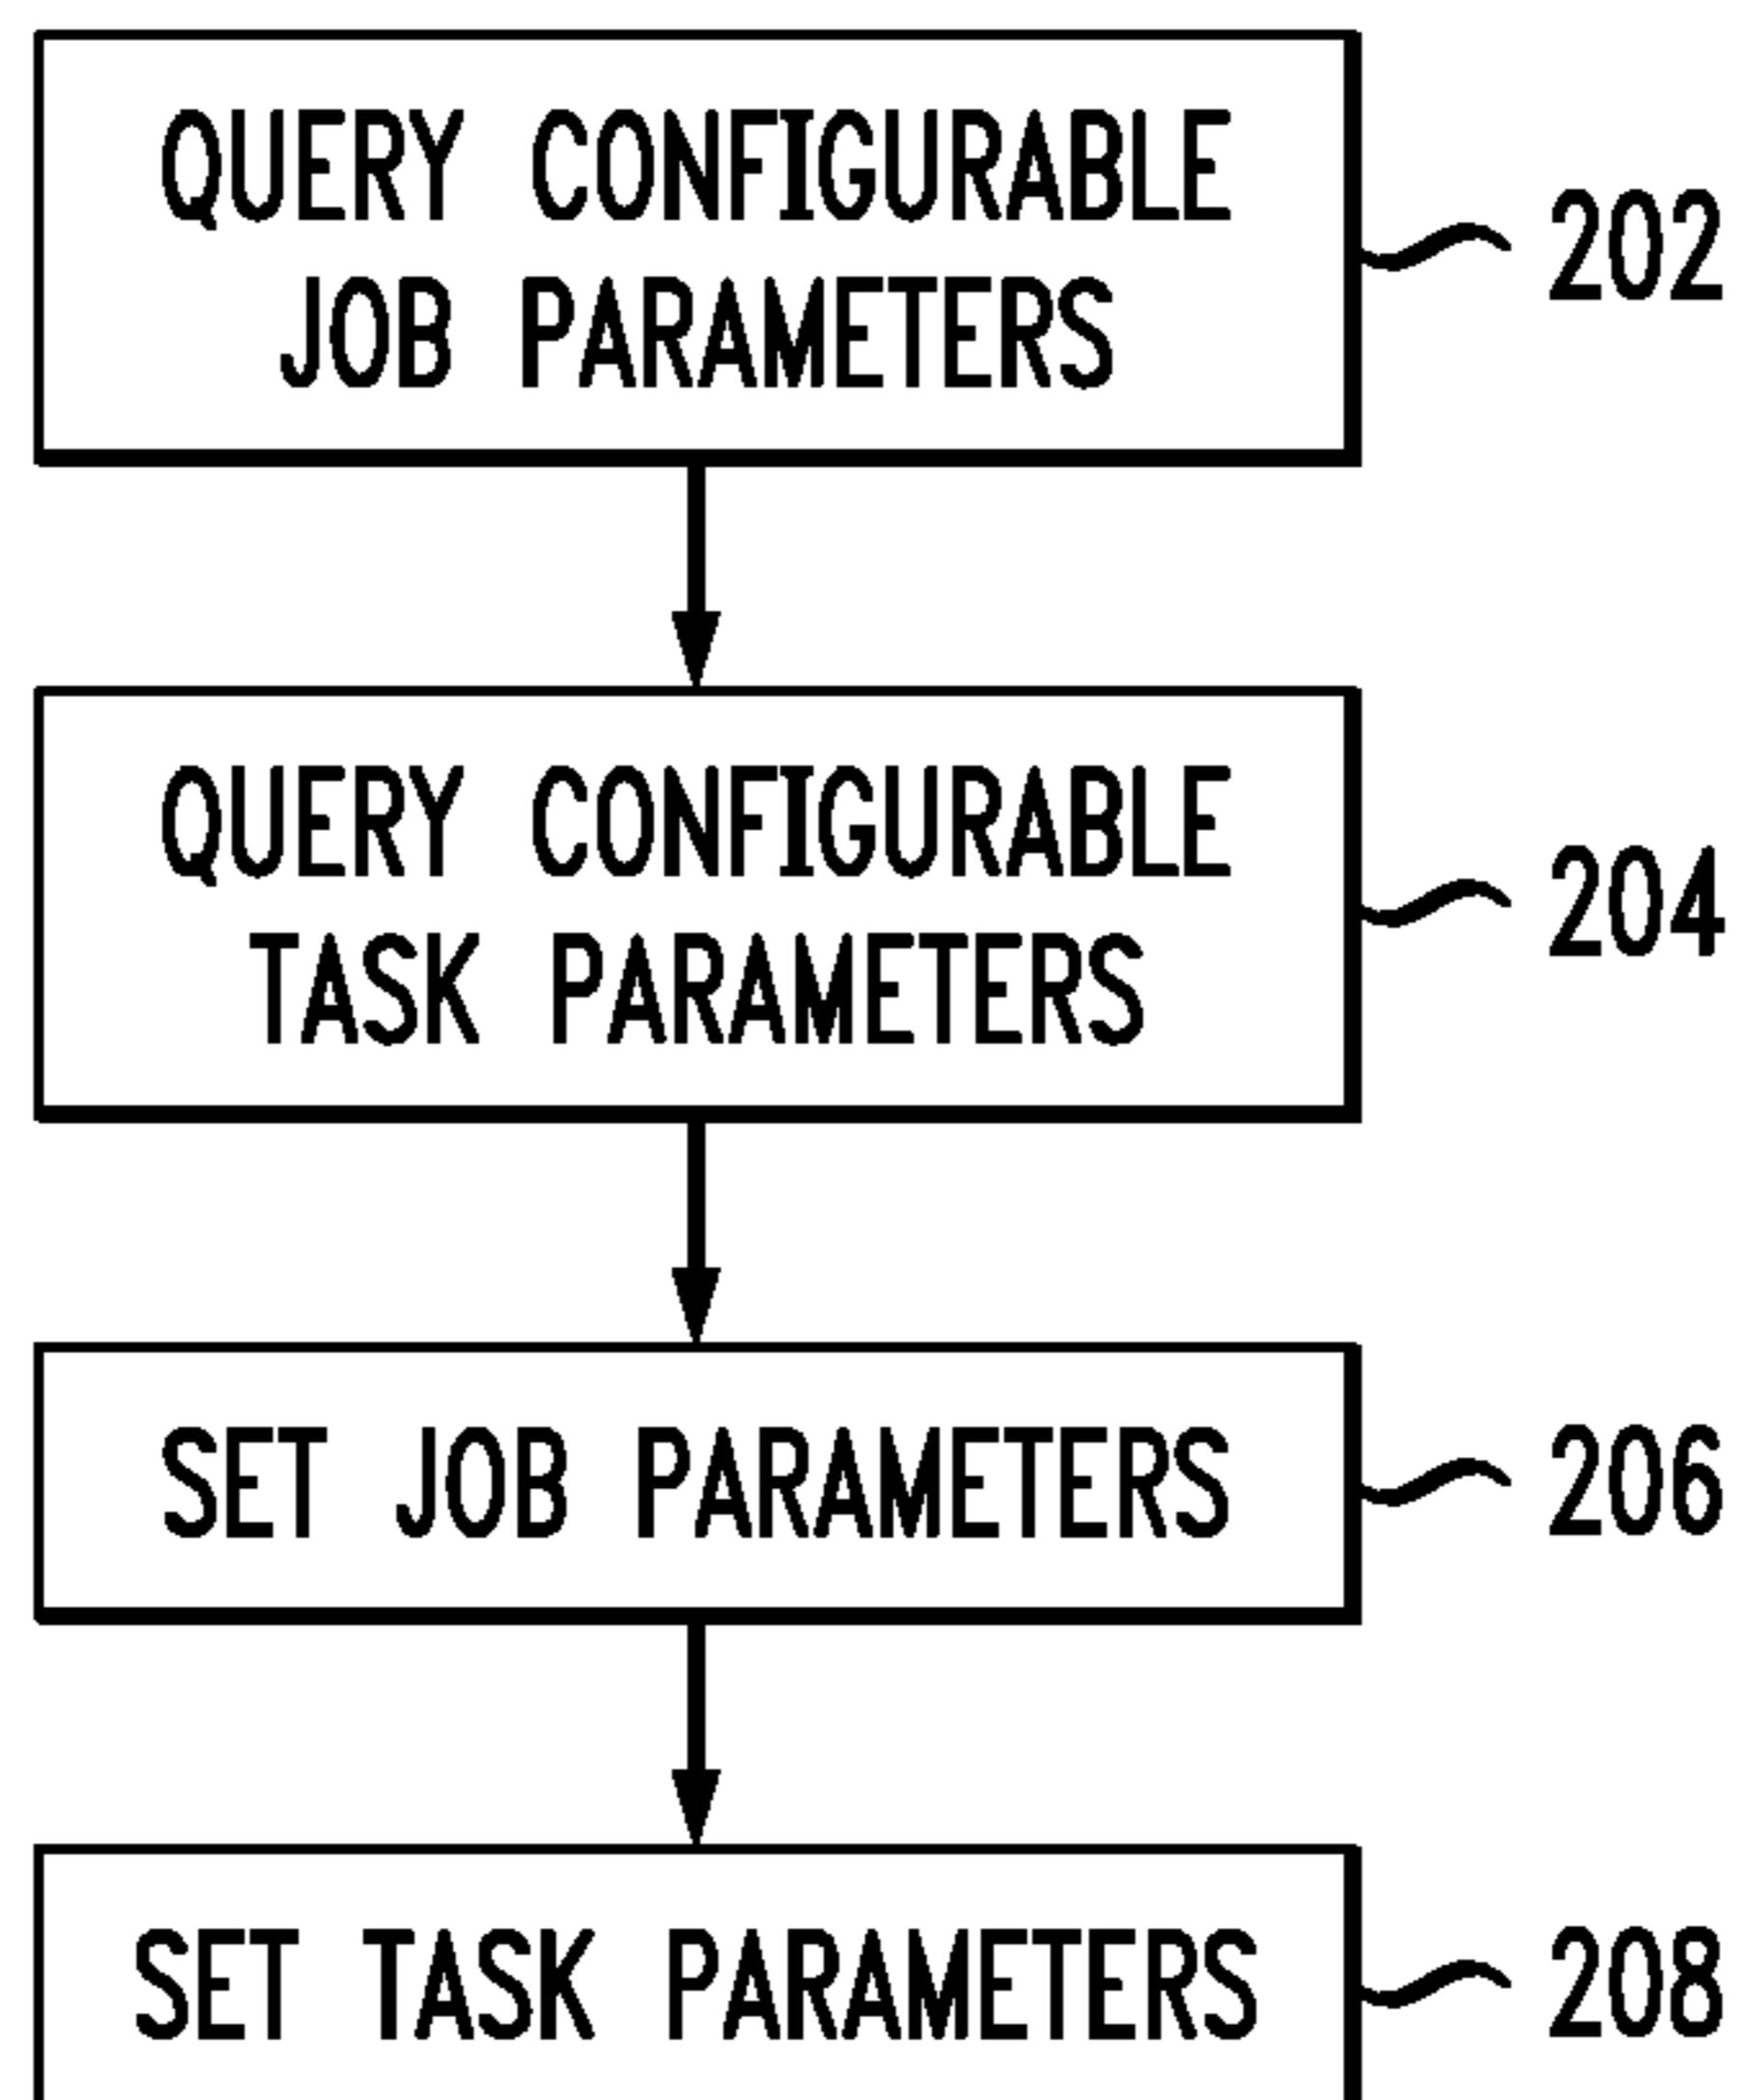 QUERY CONFIGURABLE
JOB PARAMETERS
202
QUERY CONFIGURABLE
TASK PARAMETERS
204
SET JOB PARAMETERS
206
SET TASK PARAMETERS
208